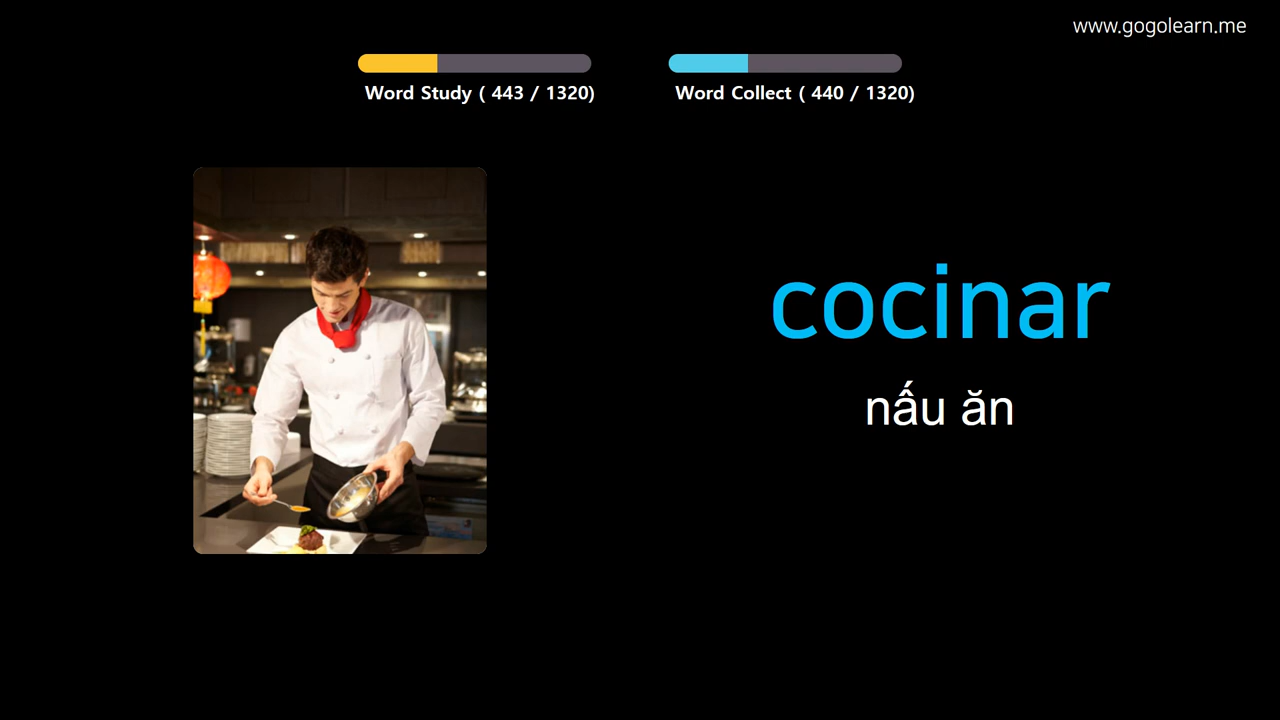 www.gogolearn.me
Word Study ( 443 / 1320)
Word Collect ( 440 / 1320)
cocinar
nấu ăn